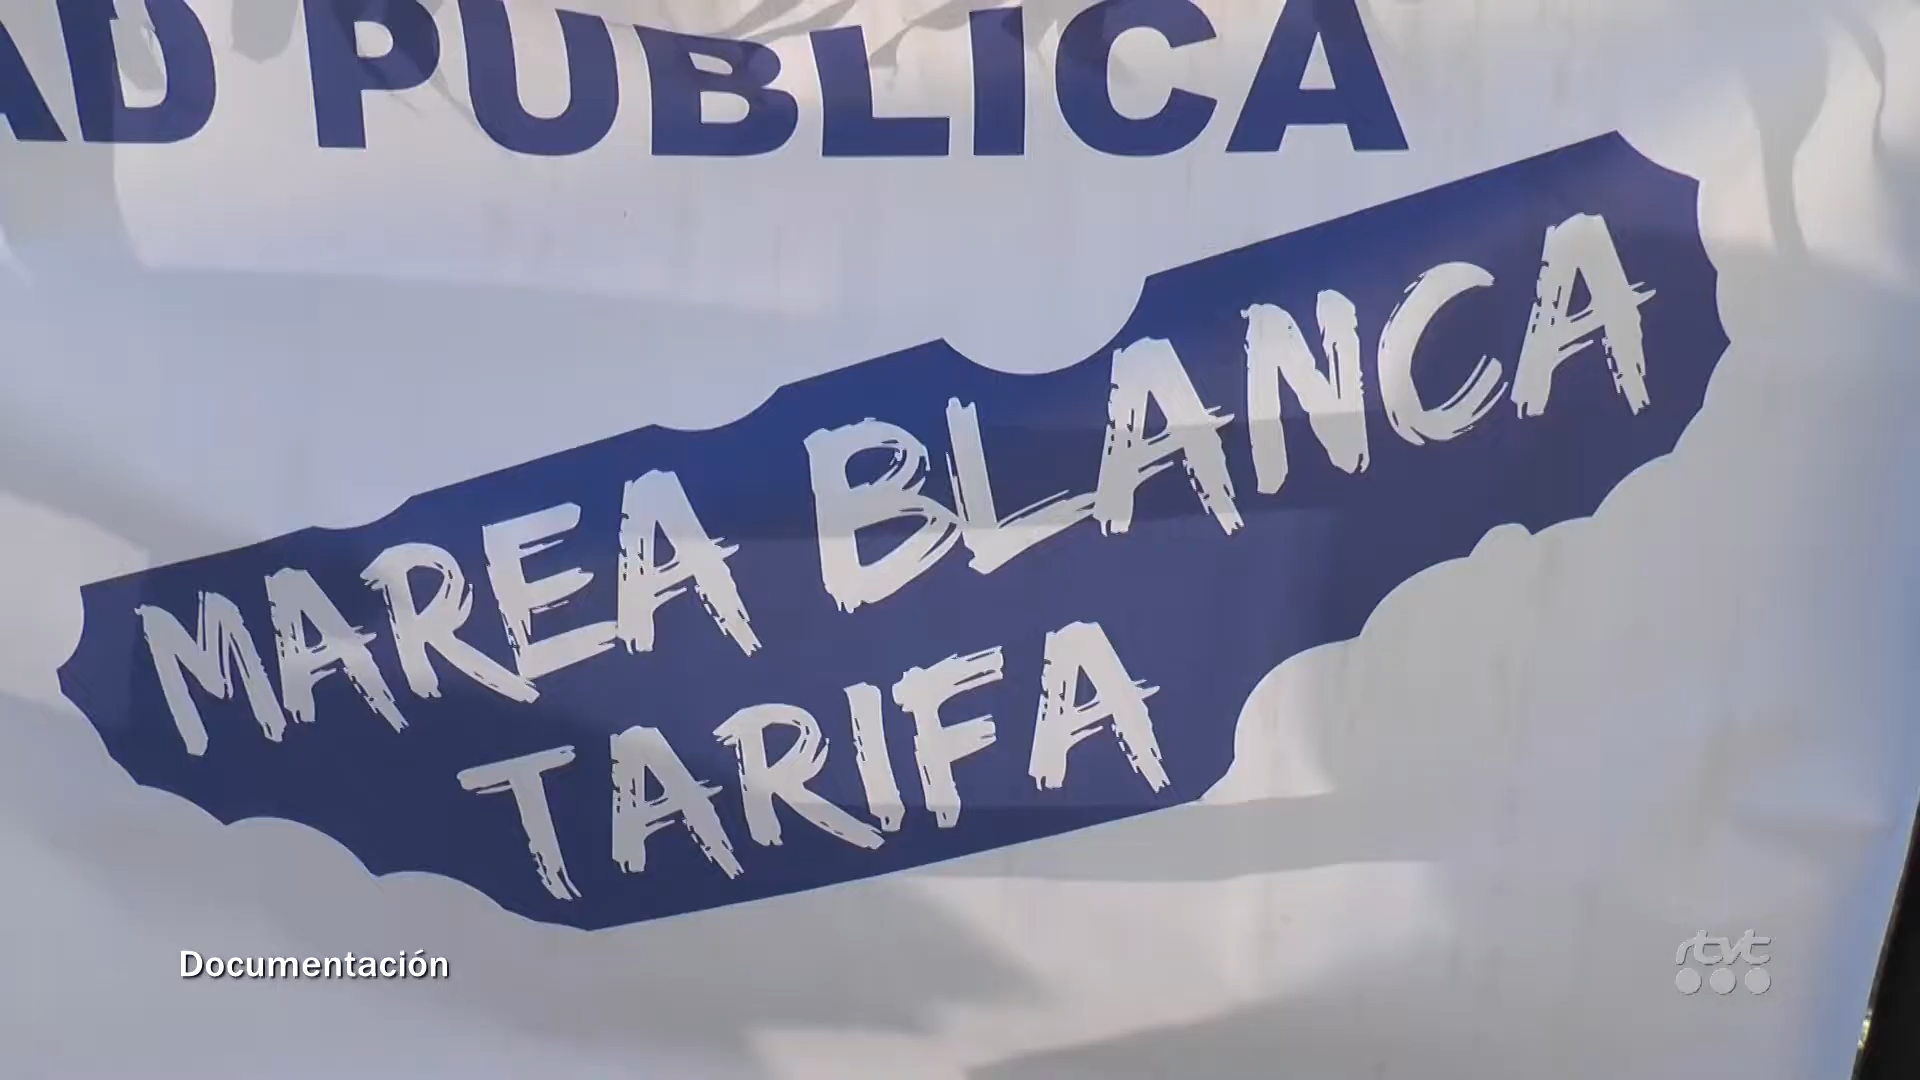 AD PUBLICA
MAREA BLANCA
TARIFA
Documentación
rtvt